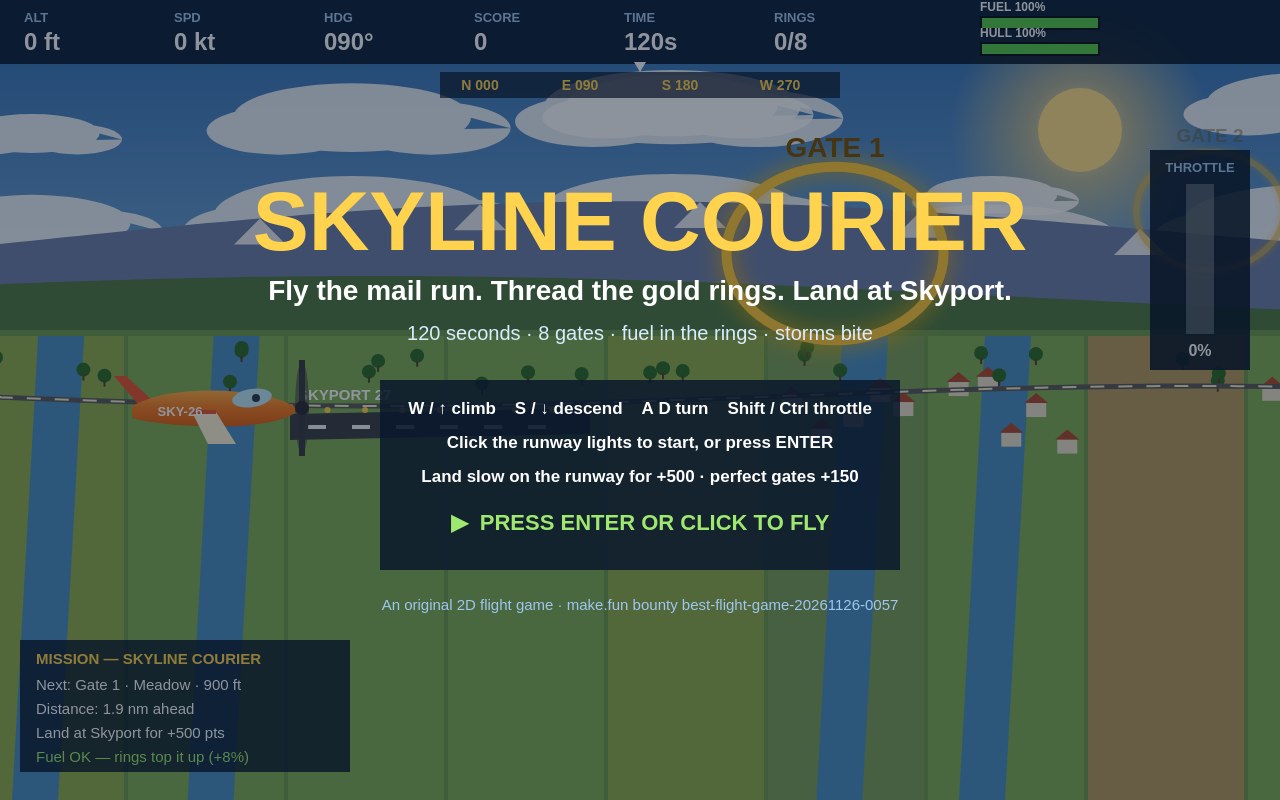 ALT SPD HDG SCORE TIME RINGS
0 ft 0 kt 090° 0 120s 0/8
FUEL 100%
HULL 100%
N 000 E 090 S 180 W 270
GATE 1
GATE 2
THROTTLE
0%
SKYLINE COURIER
Fly the mail run. Thread the gold rings. Land at Skyport.
120 seconds · 8 gates · fuel in the rings · storms bite
SKY-26
SKYPORT 27
W / ↑ climb S / ↓ descend A D turn Shift / Ctrl throttle
Click the runway lights to start, or press ENTER
Land slow on the runway for +500 · perfect gates +150
▶ PRESS ENTER OR CLICK TO FLY
An original 2D flight game · make.fun bounty best-flight-game-20261126-0057
MISSION — SKYLINE COURIER
Next: Gate 1 · Meadow · 900 ft
Distance: 1.9 nm ahead
Land at Skyport for +500 pts
Fuel OK — rings top it up (+8%)